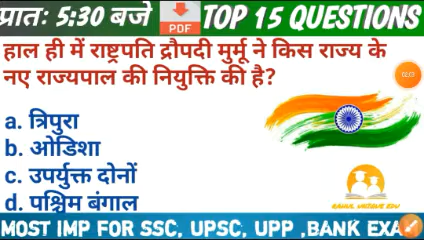 प्रातः 5:30 बजे PDF TOP 15 QUESTIONS
हाल ही में राष्ट्रपति द्रौपदी मुर्मू ने किस राज्य के
नए राज्यपाल की नियुक्ति की है?
a. त्रिपुरा
b. ओडिशा
c. उपर्युक्त दोनों
d. पश्चिम बंगाल
MOST IMP FOR SSC, UPSC, UPP ,BANK EXA